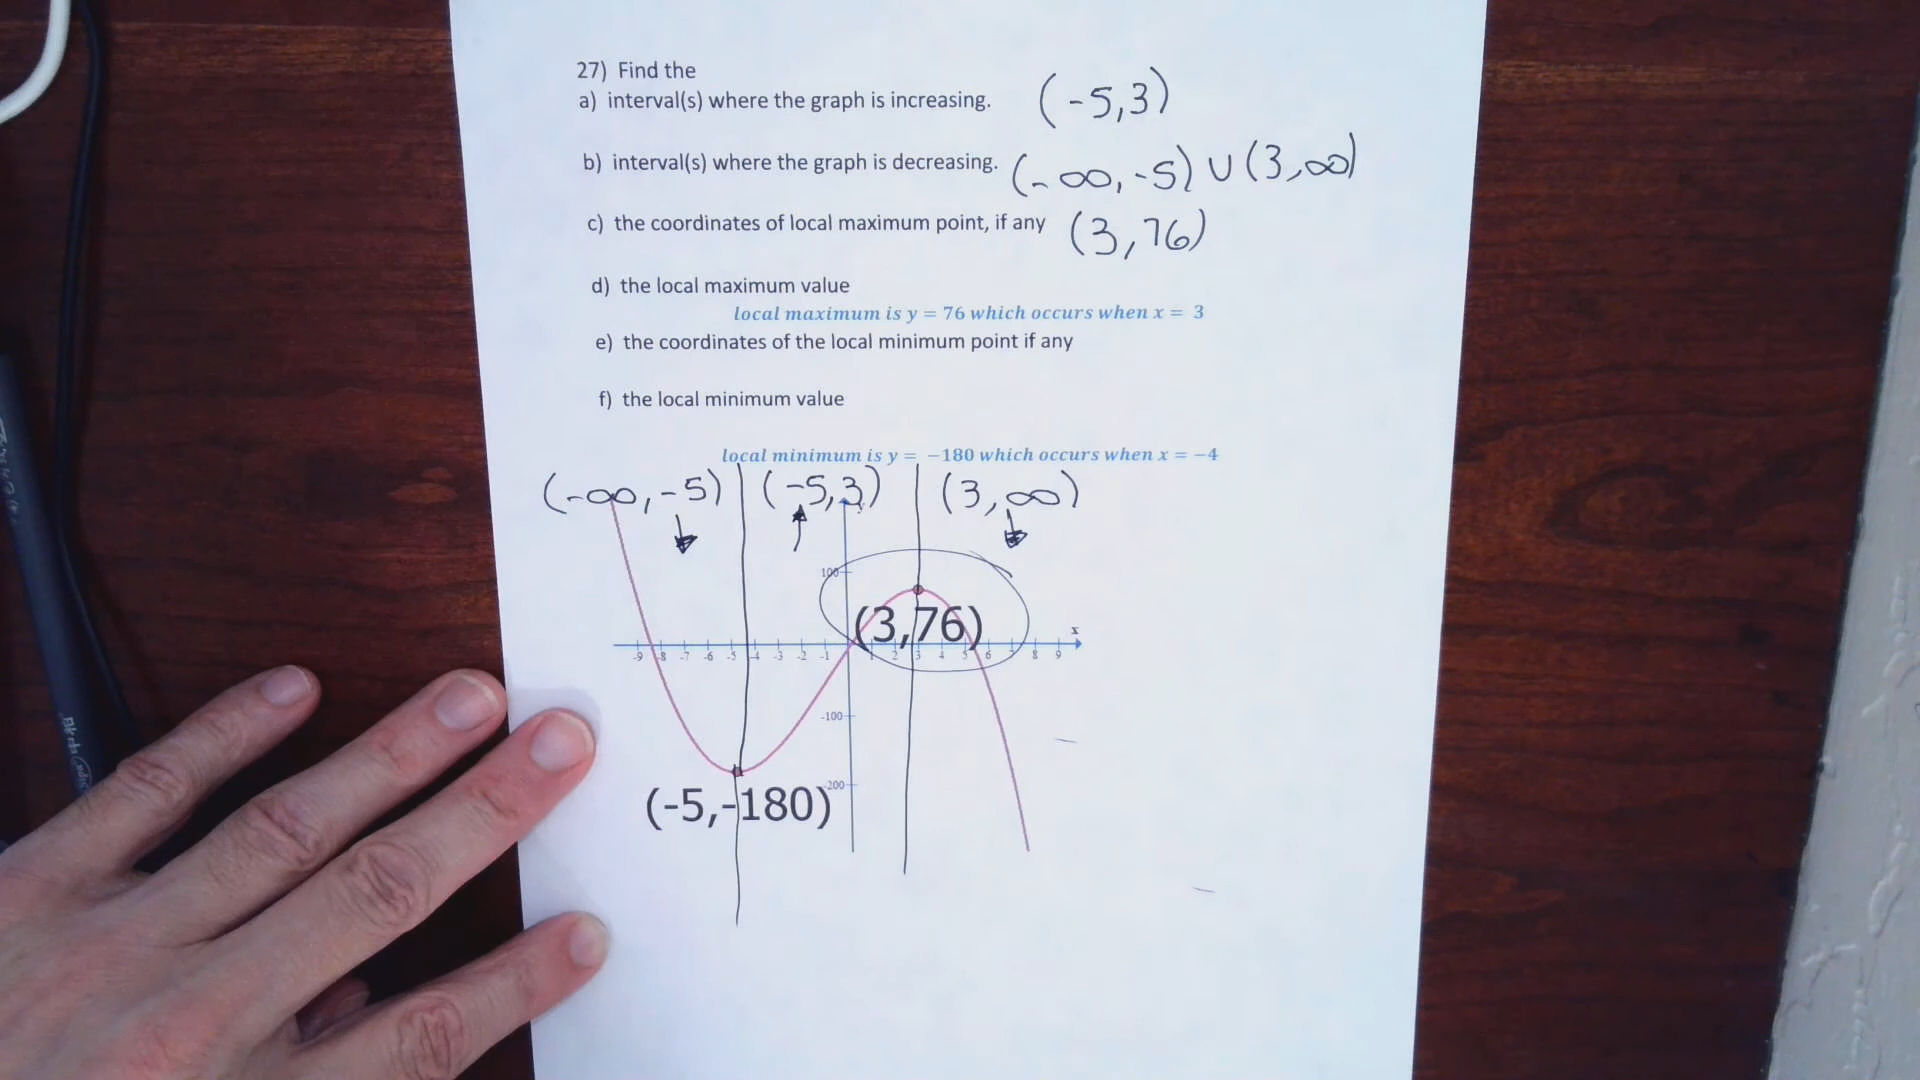 27) Find the
a) interval(s) where the graph is increasing. (-5,3)
b) interval(s) where the graph is decreasing. (-∞,-5) ∪ (3,∞)
c) the coordinates of local maximum point, if any (3,76)
d) the local maximum value
local maximum is y = 76 which occurs when x = 3
e) the coordinates of the local minimum point if any
f) the local minimum value
local minimum is y = −180 which occurs when x = −4
(-∞,-5) (-5,3) (3,∞)
100
(3,76)
x
-9 -8 -7 -6 -5 -4 -3 -2 -1 1 2 3 4 5 6 7 8 9
-100
-200
(-5,-180)